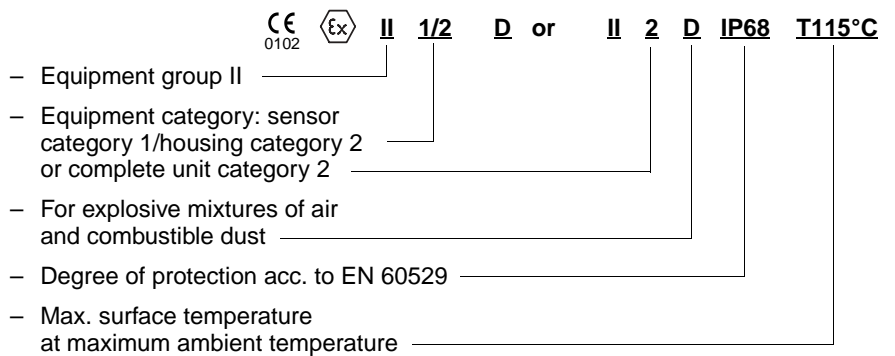 CE 0102 Ex II 1/2 D or II 2 D IP68 T115°C
– Equipment group II
– Equipment category: sensor
category 1/housing category 2
or complete unit category 2
– For explosive mixtures of air
and combustible dust
– Degree of protection acc. to EN 60529
– Max. surface temperature
at maximum ambient temperature